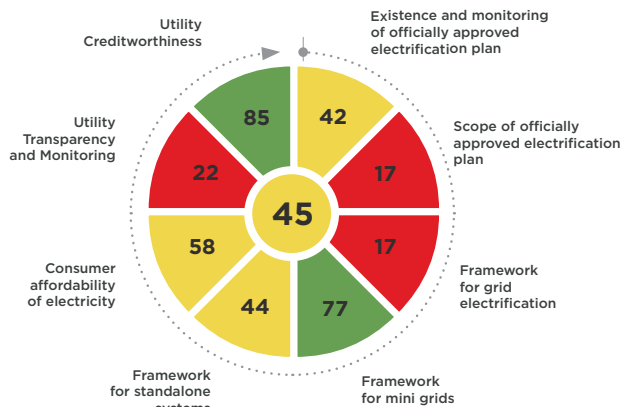 Existence and monitoring
of officially approved
electrification plan
42
Scope of officially
approved electrification
plan
17
Framework
for grid
electrification
17
Framework
for mini grids
77
Framework
for standalone
systems
44
Consumer
affordability
of electricity
58
Utility
Transparency
and Monitoring
22
Utility
Creditworthiness
85
45